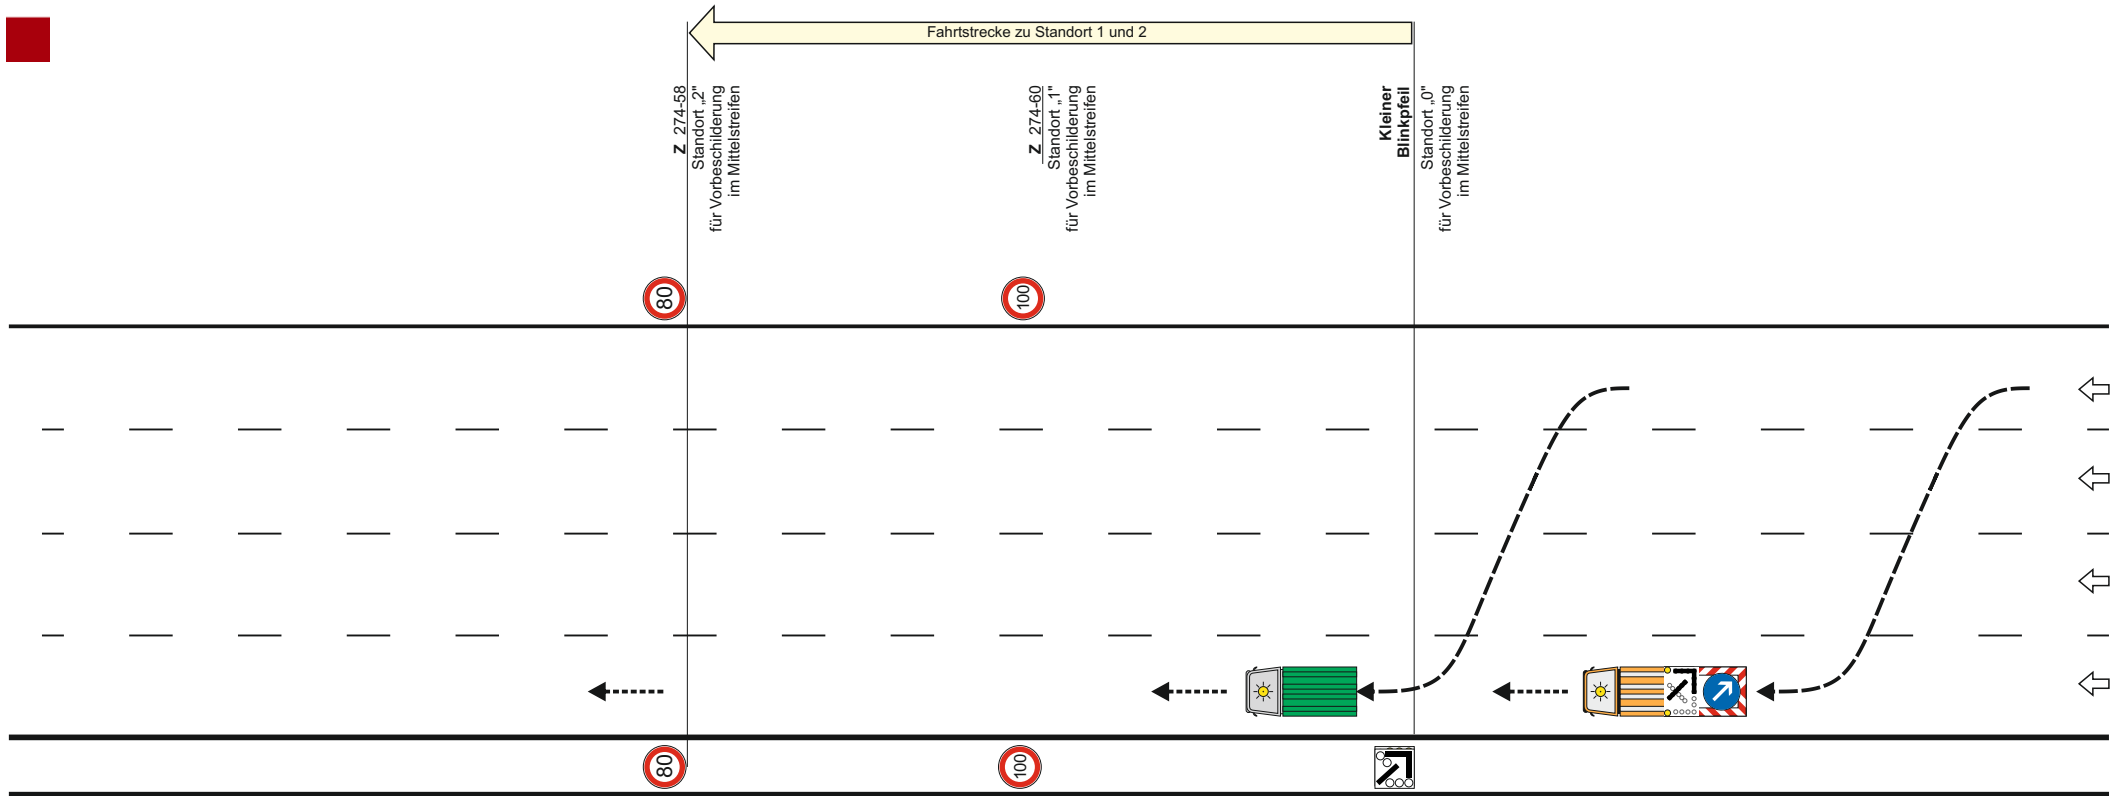 Fahrtstrecke zu Standort 1 und 2
Z 274-58
Standort „2"
für Vorbeschilderung
im Mittelstreifen
Z 274-60
Standort „1"
für Vorbeschilderung
im Mittelstreifen
Kleiner
Blinkpfeil
Standort „0"
für Vorbeschilderung
im Mittelstreifen
80
100
80
100